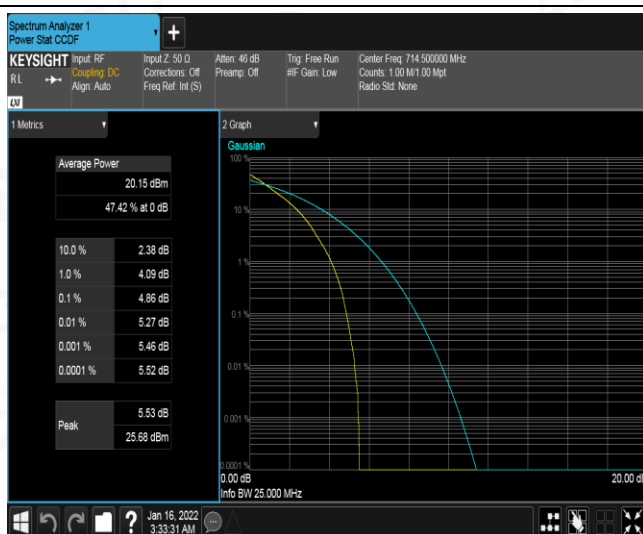 Spectrum Analyzer 1
Power Stat CCDF
+
KEYSIGHT
RL
Input: RF
Coupling: DC
Align: Auto
Input Z: 50 Ω
Corrections: Off
Freq Ref: Int (S)
Atten: 46 dB
Preamp: Off
Trig: Free Run
#IF Gain: Low
Center Freq: 714.500000 MHz
Counts: 1.00 M/1.00 Mpt
Radio Std: None
LXI
1 Metrics
Average Power
20.15 dBm
47.42 % at 0 dB
10.0 % 2.38 dB
1.0 % 4.09 dB
0.1 % 4.86 dB
0.01 % 5.27 dB
0.001 % 5.46 dB
0.0001 % 5.52 dB
Peak
5.53 dB
25.68 dBm
2 Graph
Gaussian
100 %
10 %
1 %
0.1 %
0.01 %
0.001 %
0.0001 %
0.00 dB
20.00 dB
Info BW 25.000 MHz
?
Jan 16, 2022
3:33:31 AM